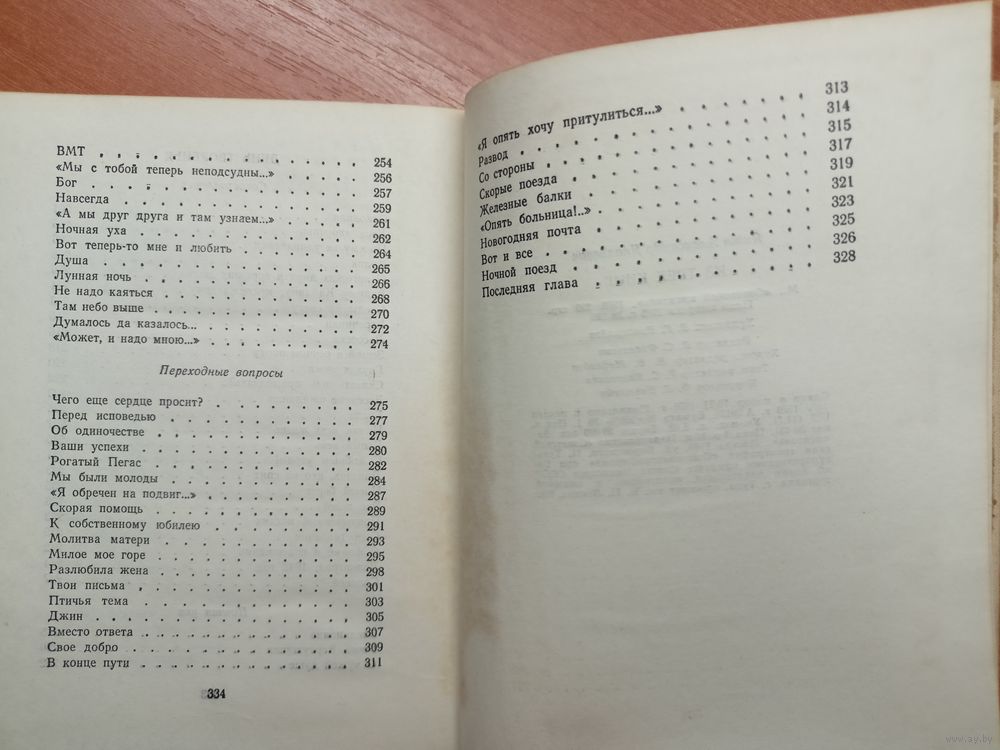 ВМТ . . . . . . . . . . . . . 254
«Мы с тобой теперь неподсудны...» . . . . 256
Бог . . . . . . . . . . . . . 257
Навсегда . . . . . . . . . . . . 259
«А мы друг друга и там узнаем...» . . . . 261
Ночная уха . . . . . . . . . . . 262
Вот теперь-то мне и любить . . . . . . 264
Душа . . . . . . . . . . . . . 265
Лунная ночь . . . . . . . . . . . 266
Не надо каяться . . . . . . . . . . 268
Там небо выше . . . . . . . . . . 270
Думалось да казалось... . . . . . . . . 272
«Может, и надо мною...» . . . . . . . . 274
Переходные вопросы
Чего еще сердце просит? . . . . . . . . 275
Перед исповедью . . . . . . . . . . 277
Об одиночестве . . . . . . . . . . 279
Ваши успехи . . . . . . . . . . . 280
Рогатый Пегас . . . . . . . . . . 282
Мы были молоды . . . . . . . . . . 284
«Я обречен на подвиг...» . . . . . . . . 287
Скорая помощь . . . . . . . . . . 289
К собственному юбилею . . . . . . . . 291
Молитва матери . . . . . . . . . . 293
Милое мое горе . . . . . . . . . . 295
Разлюбила жена . . . . . . . . . . 298
Твои письма . . . . . . . . . . . 301
Птичья тема . . . . . . . . . . . 303
Джин . . . . . . . . . . . . . 305
Вместо ответа . . . . . . . . . . . 307
Свое добро . . . . . . . . . . . 309
В конце пути . . . . . . . . . . . 311
334
«Я опять хочу притулиться...» . . . . . . 313
Развод . . . . . . . . . . . . . 314
Со стороны . . . . . . . . . . . 315
Скорые поезда . . . . . . . . . . 317
Железные балки . . . . . . . . . . 319
«Опять больница!..» . . . . . . . . . 321
Новогодняя почта . . . . . . . . . . 323
Вот и все . . . . . . . . . . . . 325
Ночной поезд . . . . . . . . . . . 326
Последняя глава . . . . . . . . . . 328
www.ay.by